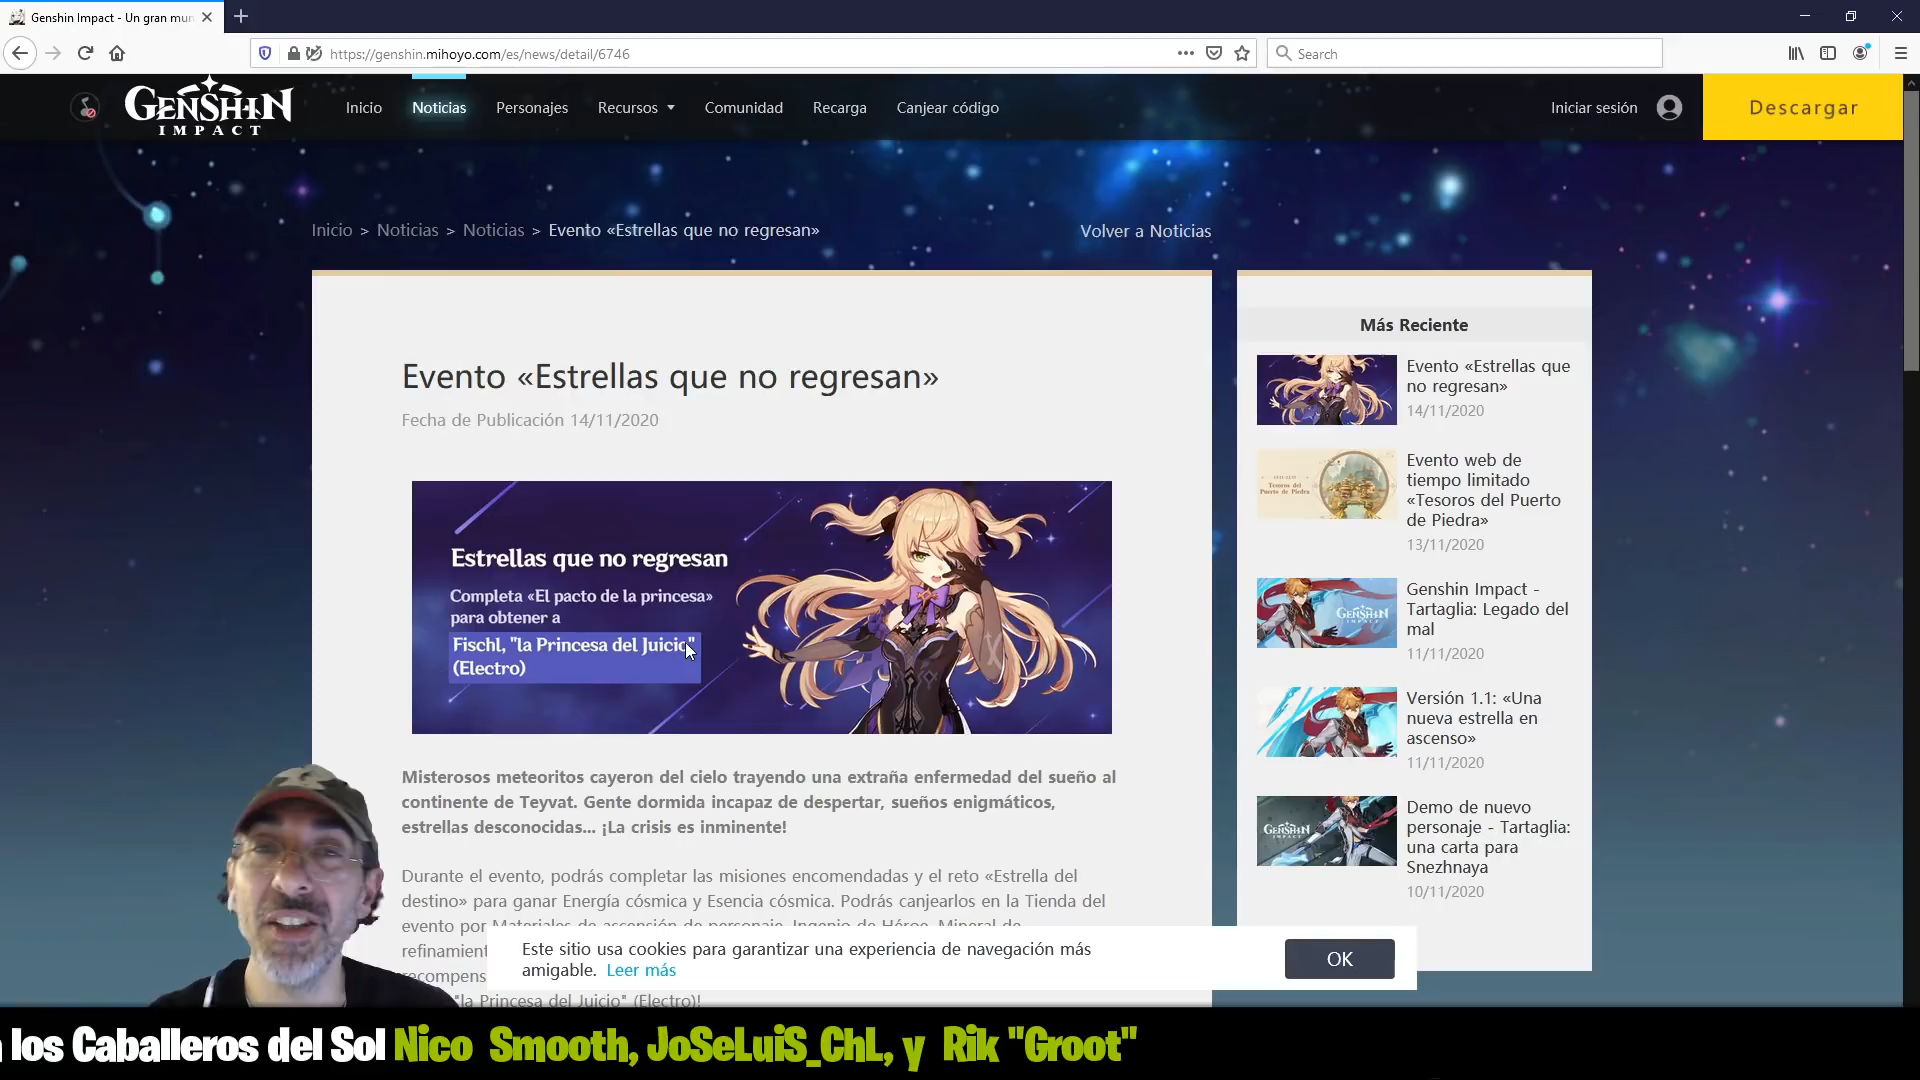 Genshin Impact - Un gran mun
https://genshin.mihoyo.com/es/news/detail/6746
Search
GENSHIN
IMPACT
Inicio
Noticias
Personajes
Recursos
Comunidad
Recarga
Canjear código
Iniciar sesión
Descargar
Inicio > Noticias > Noticias > Evento «Estrellas que no regresan»
Volver a Noticias
Evento «Estrellas que no regresan»
Fecha de Publicación 14/11/2020
Estrellas que no regresan
Completa «El pacto de la princesa»
para obtener a
Fischl, "la Princesa del Juicio"
(Electro)
Misterosos meteoritos cayeron del cielo trayendo una extraña enfermedad del sueño al
continente de Teyvat. Gente dormida incapaz de despertar, sueños enigmáticos,
estrellas desconocidas... ¡La crisis es inminente!
Durante el evento, podrás completar las misiones encomendadas y el reto «Estrella del
destino» para ganar Energía cósmica y Esencia cósmica. Podrás canjearlos en la Tienda del
evento por Materiales de ascensión de personaje, Ingenio de Héroe, Mineral de
refinamient
recompens
"la Princesa del Juicio" (Electro)!
Más Reciente
Evento «Estrellas que
no regresan»
14/11/2020
Tesoros del
Puerto de Piedra
Evento web de
tiempo limitado
«Tesoros del Puerto
de Piedra»
13/11/2020
GENSHIN
IMPACT
Genshin Impact -
Tartaglia: Legado del
mal
11/11/2020
Versión 1.1: «Una
nueva estrella en
ascenso»
11/11/2020
GENSHIN
IMPACT
Demo de nuevo
personaje - Tartaglia:
una carta para
Snezhnaya
10/11/2020
Este sitio usa cookies para garantizar una experiencia de navegación más
amigable. Leer más
OK
los Caballeros del Sol Nico Smooth, JoSeLuiS_ChL, y Rik "Groot"